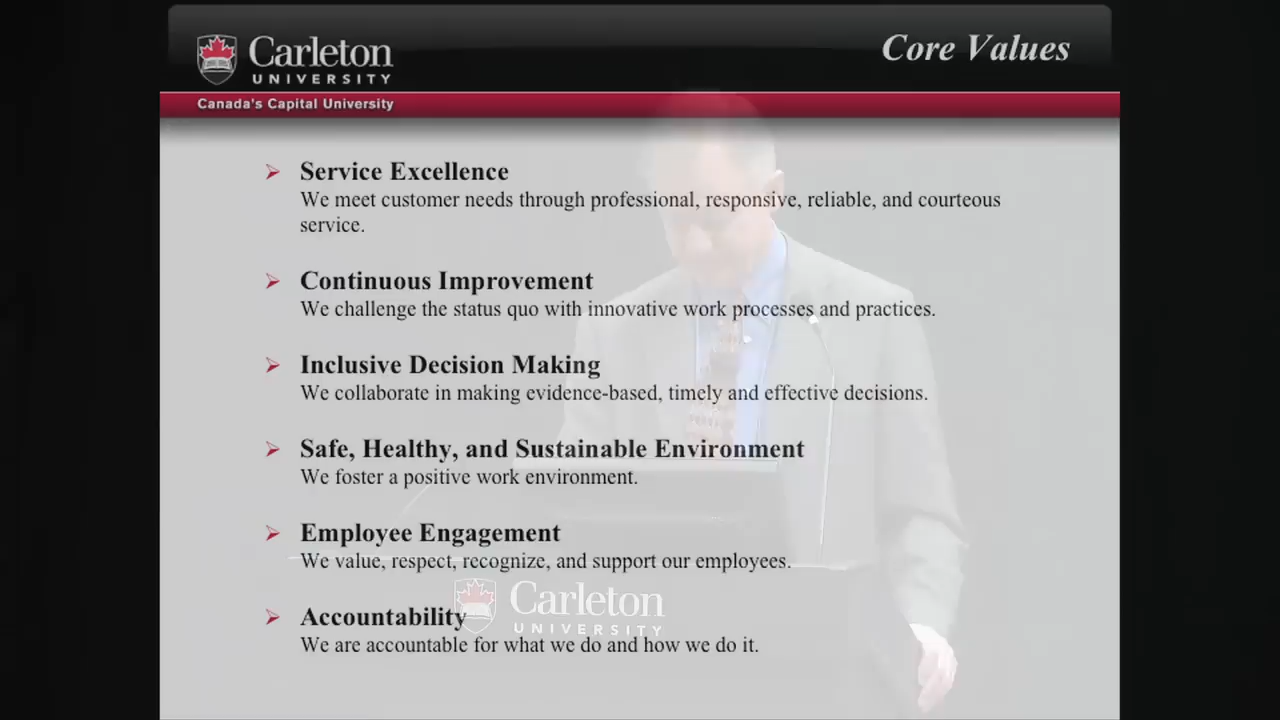 Carleton
UNIVERSITY
Core Values
Canada's Capital University
Service Excellence
We meet customer needs through professional, responsive, reliable, and courteous
service.
Continuous Improvement
We challenge the status quo with innovative work processes and practices.
Inclusive Decision Making
We collaborate in making evidence-based, timely and effective decisions.
Safe, Healthy, and Sustainable Environment
We foster a positive work environment.
Employee Engagement
We value, respect, recognize, and support our employees.
Accountability
We are accountable for what we do and how we do it.
Carleton
UNIVERSITY